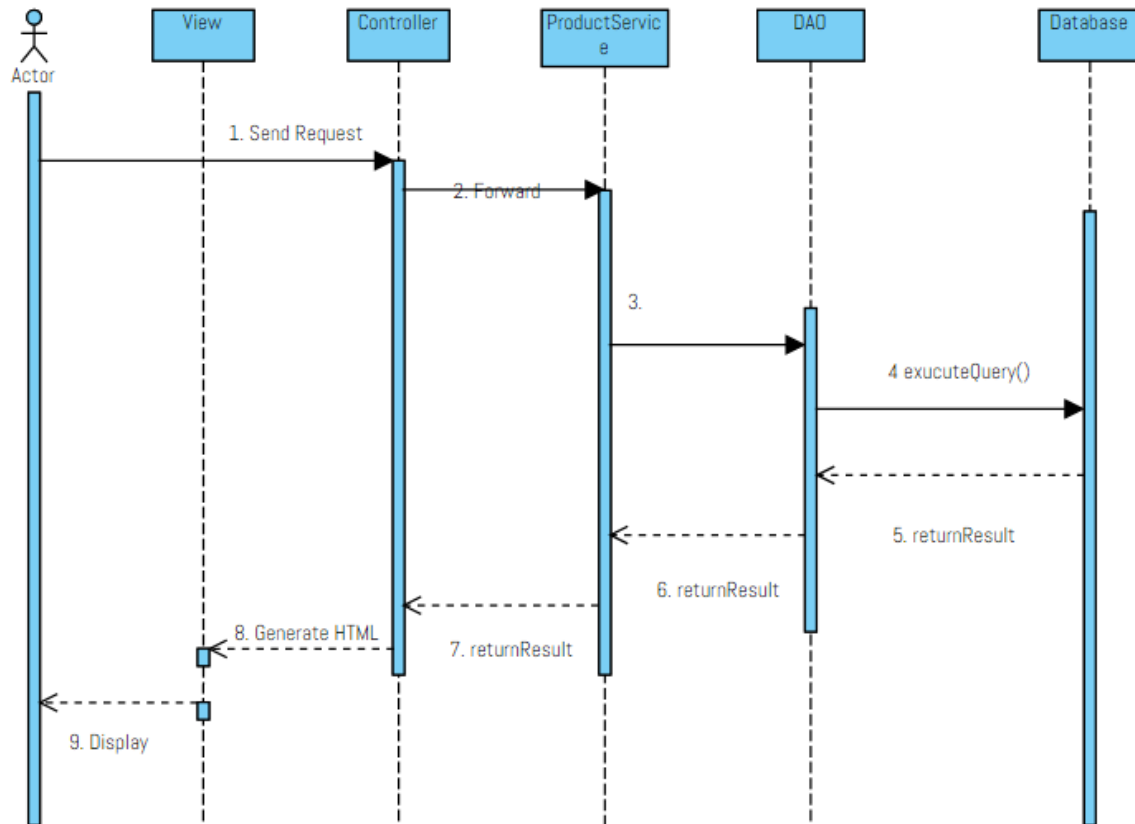 View
Controller
ProductServic
e
DAO
Database
Actor
1. Send Request
2. Forward
3.
4 exucuteQuery()
5. returnResult
6. returnResult
7. returnResult
8. Generate HTML
9. Display